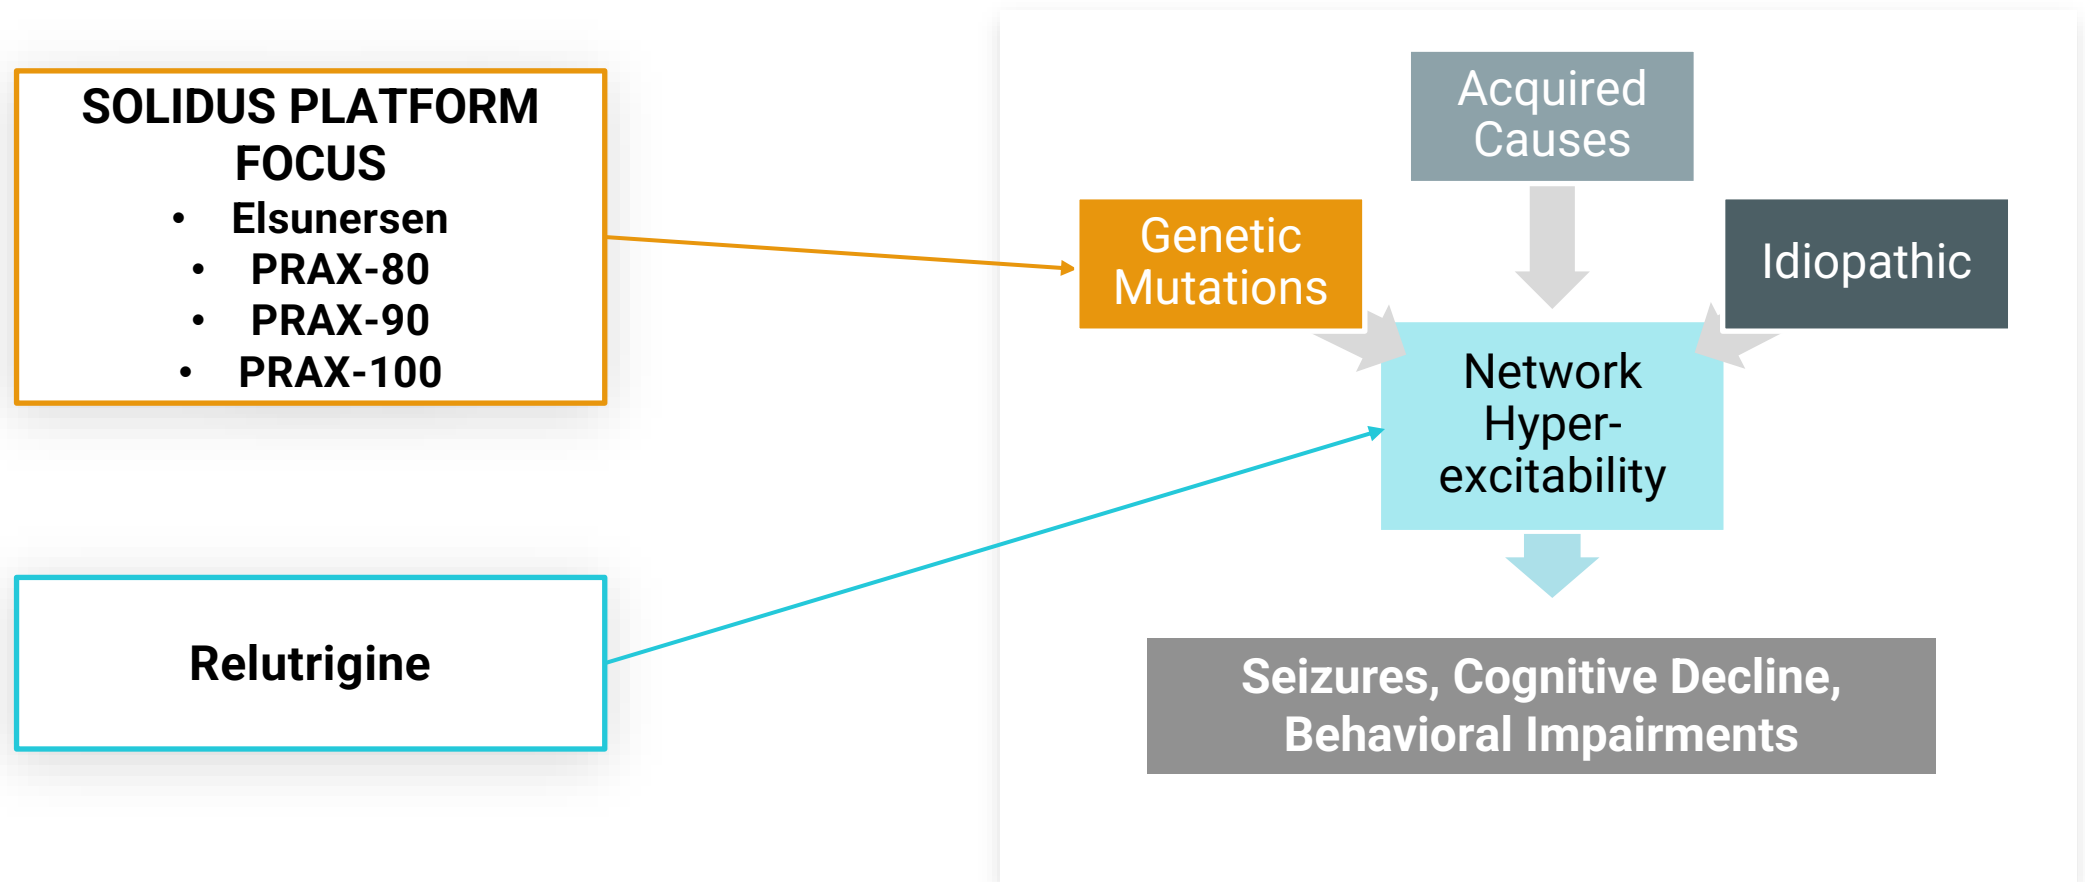 SOLIDUS PLATFORM
FOCUS
• Elsunersen
• PRAX-80
• PRAX-90
• PRAX-100
Relutrigine
Acquired
Causes
Genetic
Mutations
Idiopathic
Network
Hyper-
excitability
Seizures, Cognitive Decline,
Behavioral Impairments